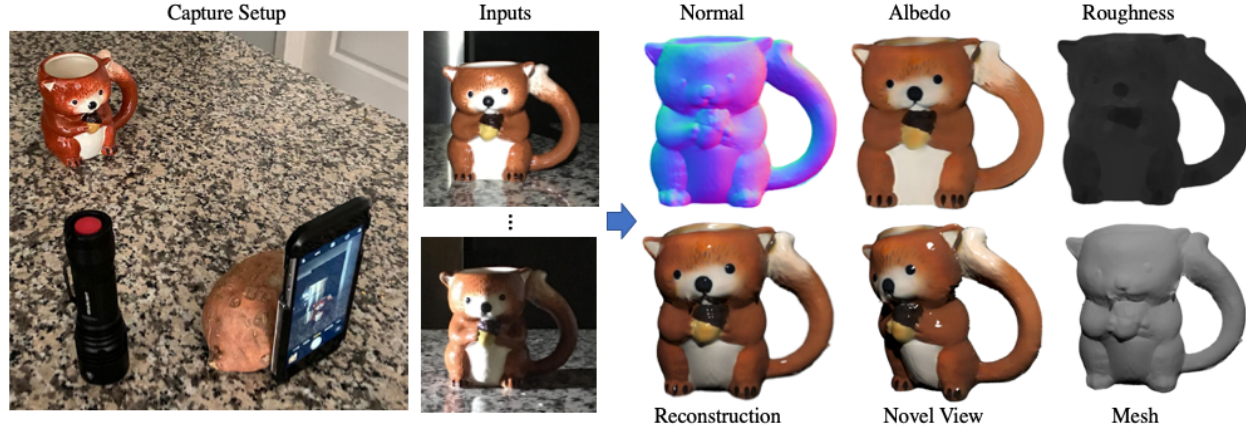 Capture Setup
Inputs
Normal
Albedo
Roughness
Reconstruction
Novel View
Mesh